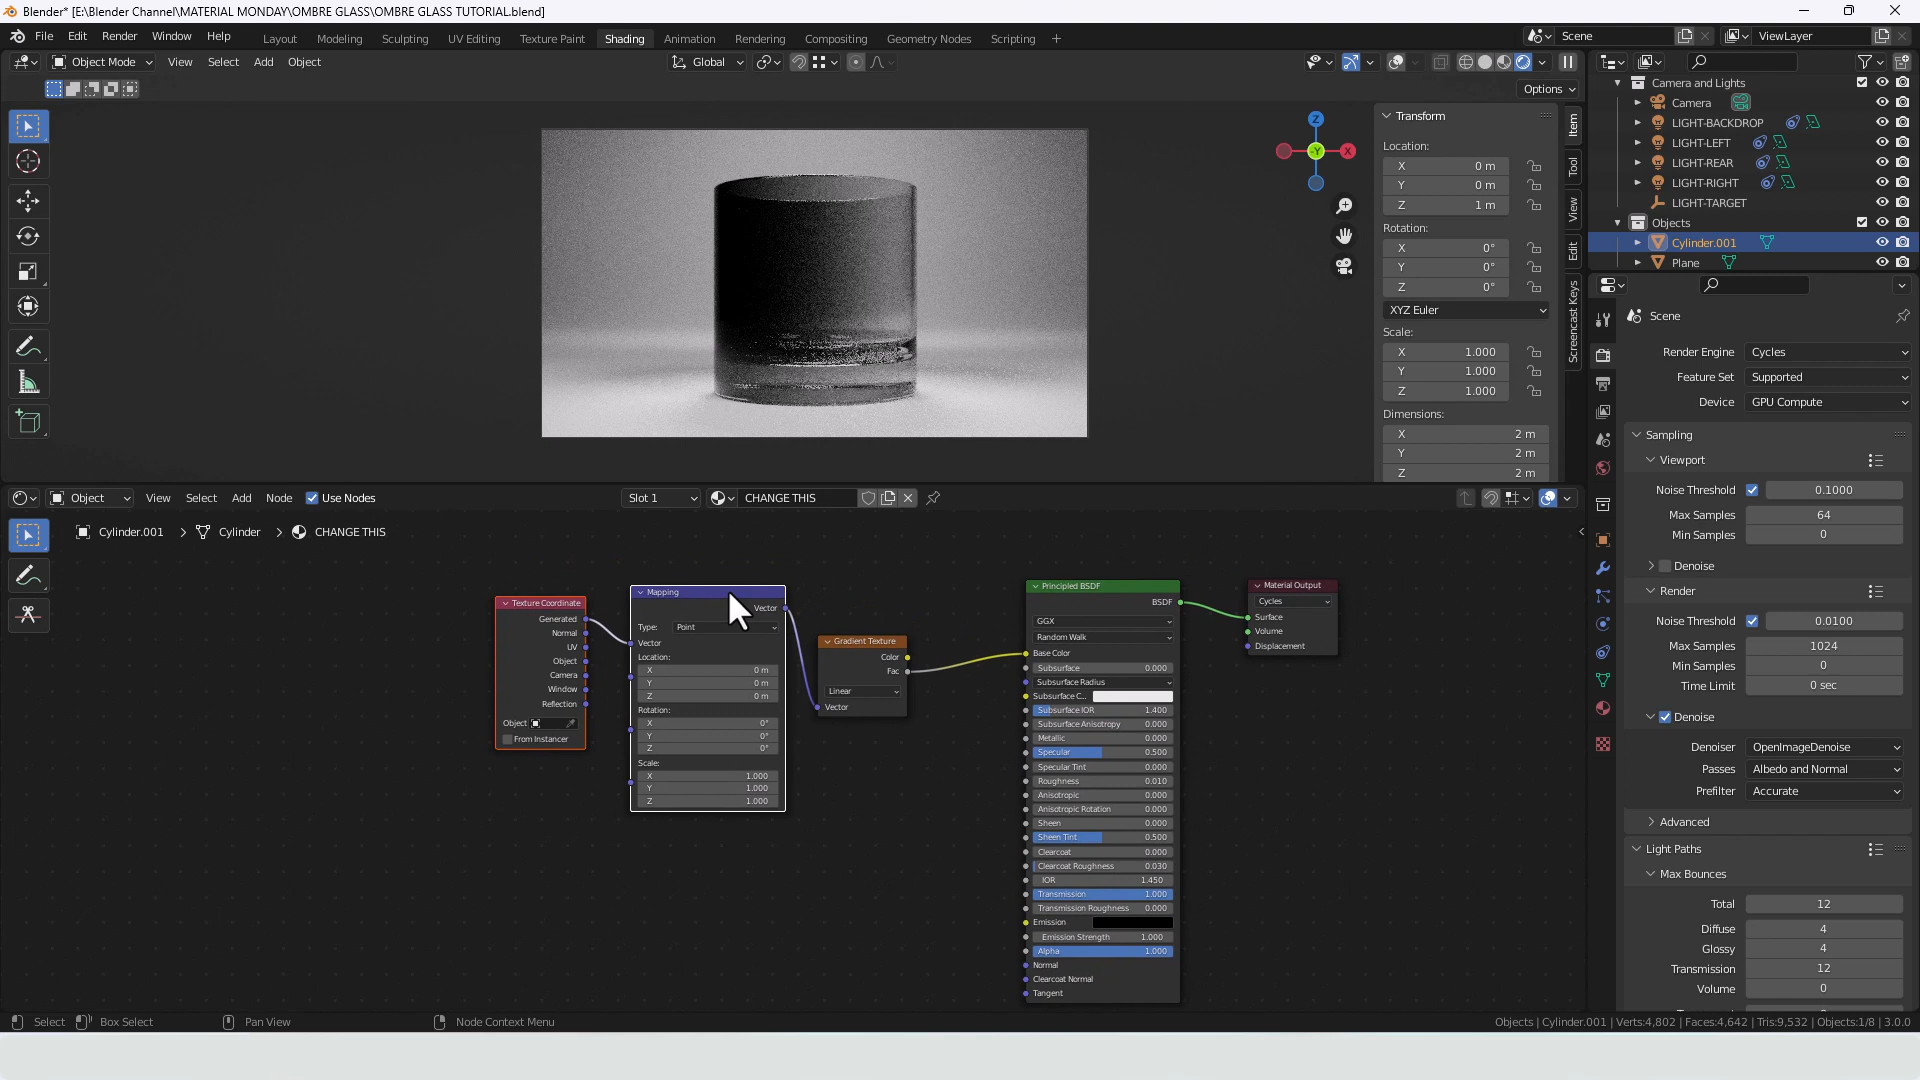 Blender* [E:\Blender Channel\MATERIAL MONDAY\OMBRE GLASS\OMBRE GLASS TUTORIAL.blend]
File Edit Render Window Help Layout Modeling Sculpting UV Editing Texture Paint Shading Animation Rendering Compositing Geometry Nodes Scripting + Scene ViewLayer
Object Mode View Select Add Object Global
Options
Transform
Location:
X 0 m
Y 0 m
Z 1 m
Rotation:
X 0°
Y 0°
Z 0°
XYZ Euler
Scale:
X 1.000
Y 1.000
Z 1.000
Dimensions:
X 2 m
Y 2 m
Z 2 m
Item
Tool
View
Edit
Screencast Keys
Z
-Y
X
Camera and Lights
Camera
LIGHT-BACKDROP
LIGHT-LEFT
LIGHT-REAR
LIGHT-RIGHT
LIGHT-TARGET
Objects
Cylinder.001
Plane
Scene
Render Engine Cycles
Feature Set Supported
Device GPU Compute
Sampling
Viewport
Noise Threshold 0.1000
Max Samples 64
Min Samples 0
Denoise
Render
Noise Threshold 0.0100
Max Samples 1024
Min Samples 0
Time Limit 0 sec
Denoise
Denoiser OpenImageDenoise
Passes Albedo and Normal
Prefilter Accurate
Advanced
Light Paths
Max Bounces
Total 12
Diffuse 4
Glossy 4
Transmission 12
Volume 0
Object View Select Add Node Use Nodes Slot 1 CHANGE THIS
Cylinder.001 > Cylinder > CHANGE THIS
Texture Coordinate
Generated
Normal
UV
Object
Camera
Window
Reflection
Object
From Instancer
Mapping
Vector
Type: Point
Vector
Location:
X 0 m
Y 0 m
Z 0 m
Rotation:
X 0°
Y 0°
Z 0°
Scale:
X 1.000
Y 1.000
Z 1.000
Gradient Texture
Color
Fac
Linear
Vector
Principled BSDF
BSDF
GGX
Random Walk
Base Color
Subsurface 0.000
Subsurface Radius
Subsurface C..
Subsurface IOR 1.400
Subsurface Anisotropy 0.000
Metallic 0.000
Specular 0.500
Specular Tint 0.000
Roughness 0.010
Anisotropic 0.000
Anisotropic Rotation 0.000
Sheen 0.000
Sheen Tint 0.500
Clearcoat 0.000
Clearcoat Roughness 0.030
IOR 1.450
Transmission 1.000
Transmission Roughness 0.000
Emission
Emission Strength 1.000
Alpha 1.000
Normal
Clearcoat Normal
Tangent
Material Output
Cycles
Surface
Volume
Displacement
Select Box Select Pan View Node Context Menu Objects | Cylinder.001 | Verts:4,802 | Faces:4,642 | Tris:9,532 | Objects:1/8 | 3.0.0